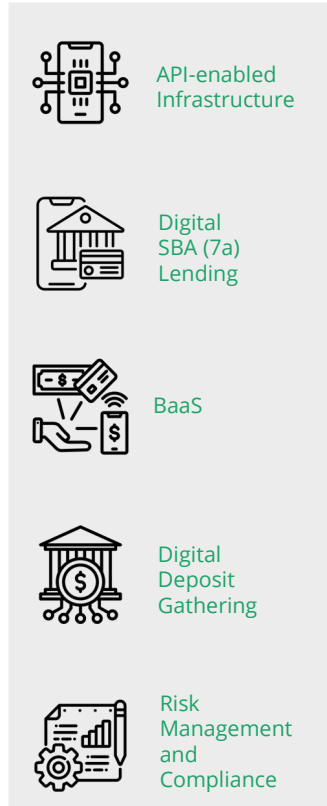 API-enabled
Infrastructure
Digital
SBA (7a)
Lending
$
$
BaaS
$
Digital
Deposit
Gathering
Risk
Management
and
Compliance